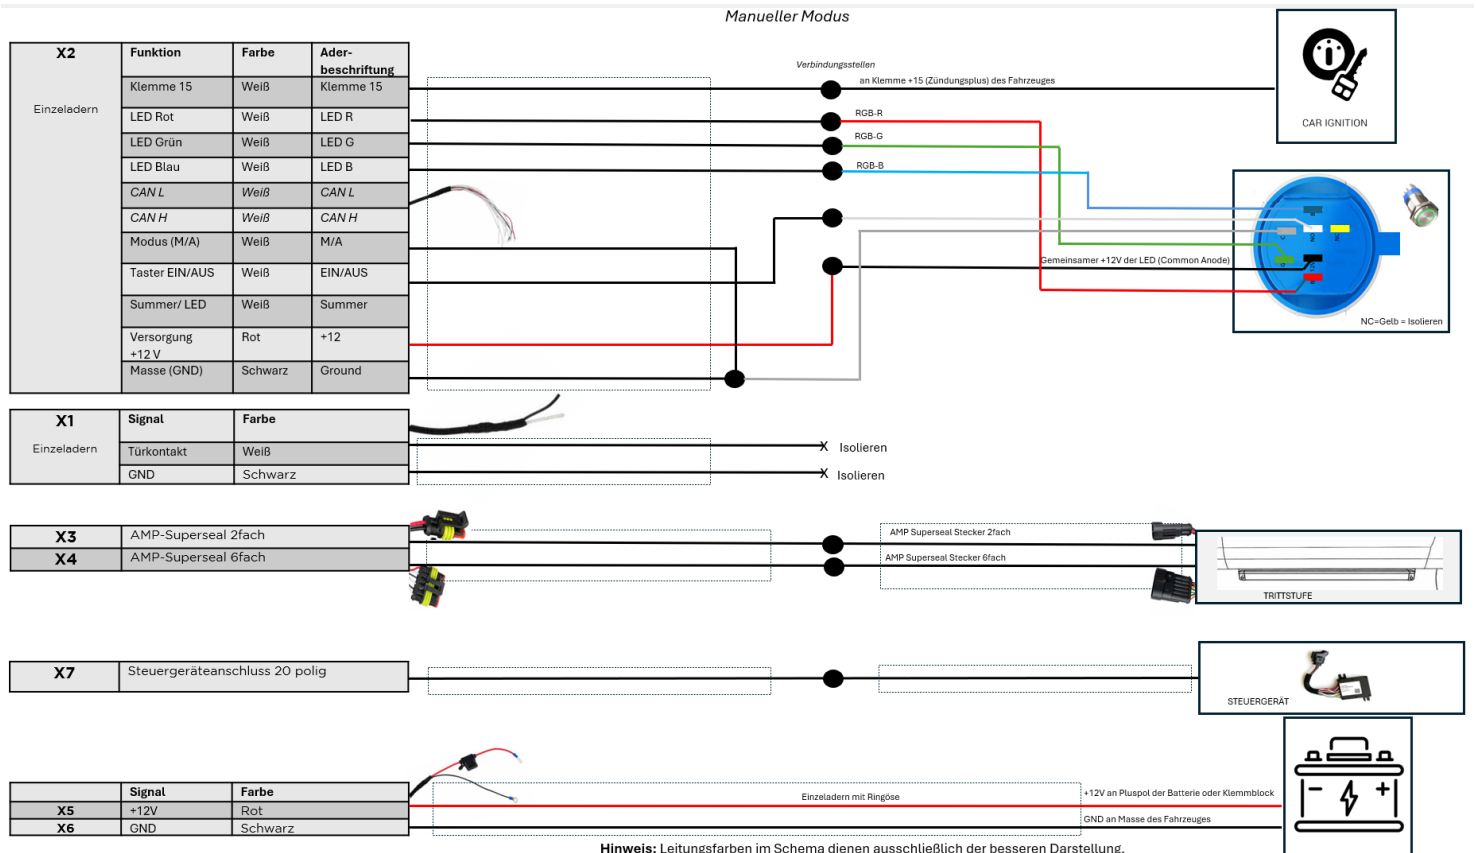 Manueller Modus
X2
Einzeladern
Funktion Farbe Ader-
beschriftung
Klemme 15 Weiß Klemme 15
LED Rot Weiß LED R
LED Grün Weiß LED G
LED Blau Weiß LED B
CAN L Weiß CAN L
CAN H Weiß CAN H
Modus (M/A) Weiß M/A
Taster EIN/AUS Weiß EIN/AUS
Summer/ LED Weiß Summer
Versorgung
+12 V Rot +12
Masse (GND) Schwarz Ground
Verbindungsstellen
an Klemme +15 (Zündungsplus) des Fahrzeuges
RGB-R
RGB-G
RGB-B
CAR IGNITION
Gemeinsamer +12V der LED (Common Anode)
NC=Gelb = Isolieren
X1
Einzeladern
Signal Farbe
Türkontakt Weiß
GND Schwarz
X Isolieren
X Isolieren
X3 AMP-Superseal 2fach
X4 AMP-Superseal 6fach
AMP Superseal Stecker 2fach
AMP Superseal Stecker 6fach
TRITTSTUFE
X7 Steuergeräteanschluss 20 polig
STEUERGERÄT
Signal Farbe
X5 +12V Rot
X6 GND Schwarz
Einzeladern mit Ringöse
+12V an Pluspol der Batterie oder Klemmblock
GND an Masse des Fahrzeuges
Hinweis: Leitungsfarben im Schema dienen ausschließlich der besseren Darstellung.